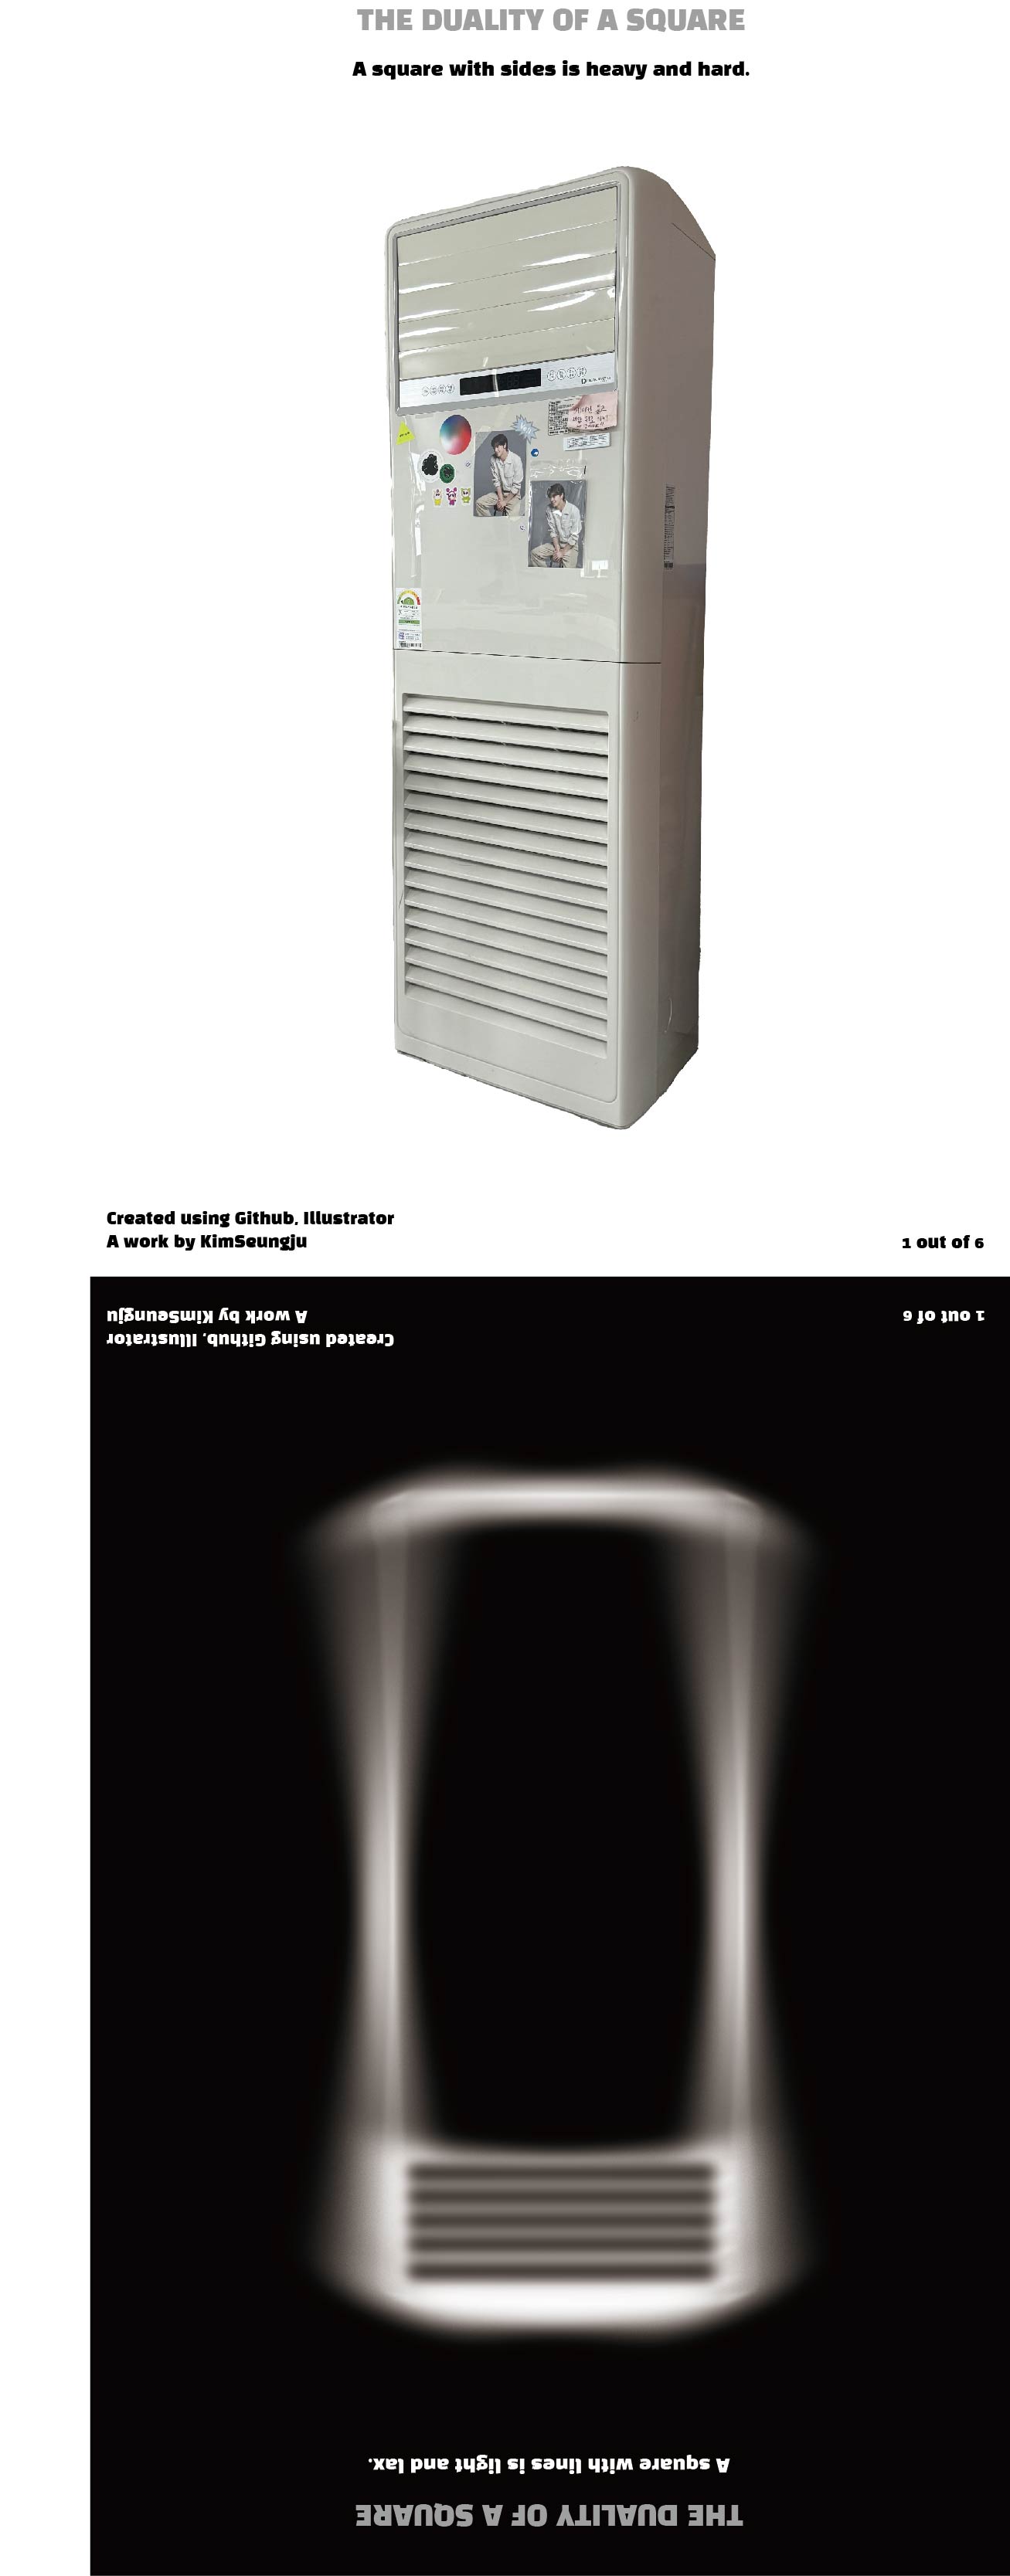 THE DUALITY OF A SQUARE
A square with sides is heavy and hard.
Created using Github, Illustrator
A work by KimSeungju
1 out of 6
A work by KimSeungju
Created using Github, Illustrator
1 out of 6
A square with lines is light and lax.
THE DUALITY OF A SQUARE